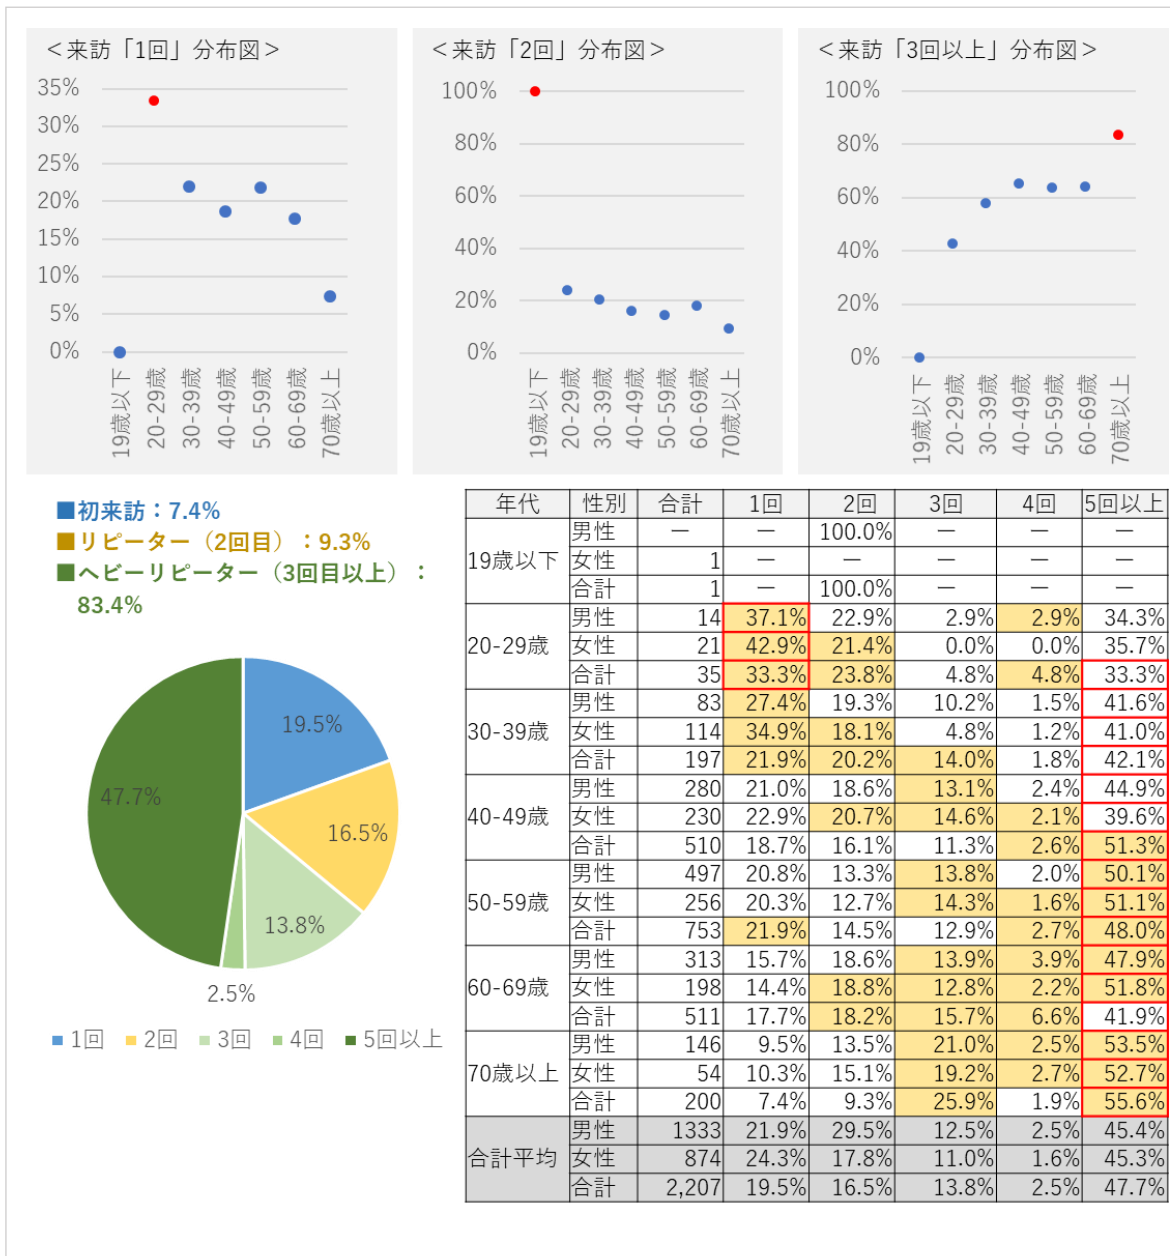 ＜来訪「1回」分布図＞
35%
30%
25%
20%
15%
10%
5%
0%
19歳以下
20-29歳
30-39歳
40-49歳
50-59歳
60-69歳
70歳以上
＜来訪「2回」分布図＞
100%
80%
60%
40%
20%
0%
19歳以下
20-29歳
30-39歳
40-49歳
50-59歳
60-69歳
70歳以上
＜来訪「3回以上」分布図＞
100%
80%
60%
40%
20%
0%
19歳以下
20-29歳
30-39歳
40-49歳
50-59歳
60-69歳
70歳以上
■初来訪：7.4%
■リピーター（2回目）：9.3%
■ヘビーリピーター（3回目以上）：
83.4%
19.5%
16.5%
13.8%
2.5%
47.7%
■ 1回 ■ 2回 ■ 3回 ■ 4回 ■ 5回以上
年代 性別 合計 1回 2回 3回 4回 5回以上
19歳以下
男性 － － 100.0% － － －
女性 1 － － － － －
合計 1 － 100.0% － － －
20-29歳
男性 14 37.1% 22.9% 2.9% 2.9% 34.3%
女性 21 42.9% 21.4% 0.0% 0.0% 35.7%
合計 35 33.3% 23.8% 4.8% 4.8% 33.3%
30-39歳
男性 83 27.4% 19.3% 10.2% 1.5% 41.6%
女性 114 34.9% 18.1% 4.8% 1.2% 41.0%
合計 197 21.9% 20.2% 14.0% 1.8% 42.1%
40-49歳
男性 280 21.0% 18.6% 13.1% 2.4% 44.9%
女性 230 22.9% 20.7% 14.6% 2.1% 39.6%
合計 510 18.7% 16.1% 11.3% 2.6% 51.3%
50-59歳
男性 497 20.8% 13.3% 13.8% 2.0% 50.1%
女性 256 20.3% 12.7% 14.3% 1.6% 51.1%
合計 753 21.9% 14.5% 12.9% 2.7% 48.0%
60-69歳
男性 313 15.7% 18.6% 13.9% 3.9% 47.9%
女性 198 14.4% 18.8% 12.8% 2.2% 51.8%
合計 511 17.7% 18.2% 15.7% 6.6% 41.9%
70歳以上
男性 146 9.5% 13.5% 21.0% 2.5% 53.5%
女性 54 10.3% 15.1% 19.2% 2.7% 52.7%
合計 200 7.4% 9.3% 25.9% 1.9% 55.6%
合計平均
男性 1333 21.9% 29.5% 12.5% 2.5% 45.4%
女性 874 24.3% 17.8% 11.0% 1.6% 45.3%
合計 2,207 19.5% 16.5% 13.8% 2.5% 47.7%